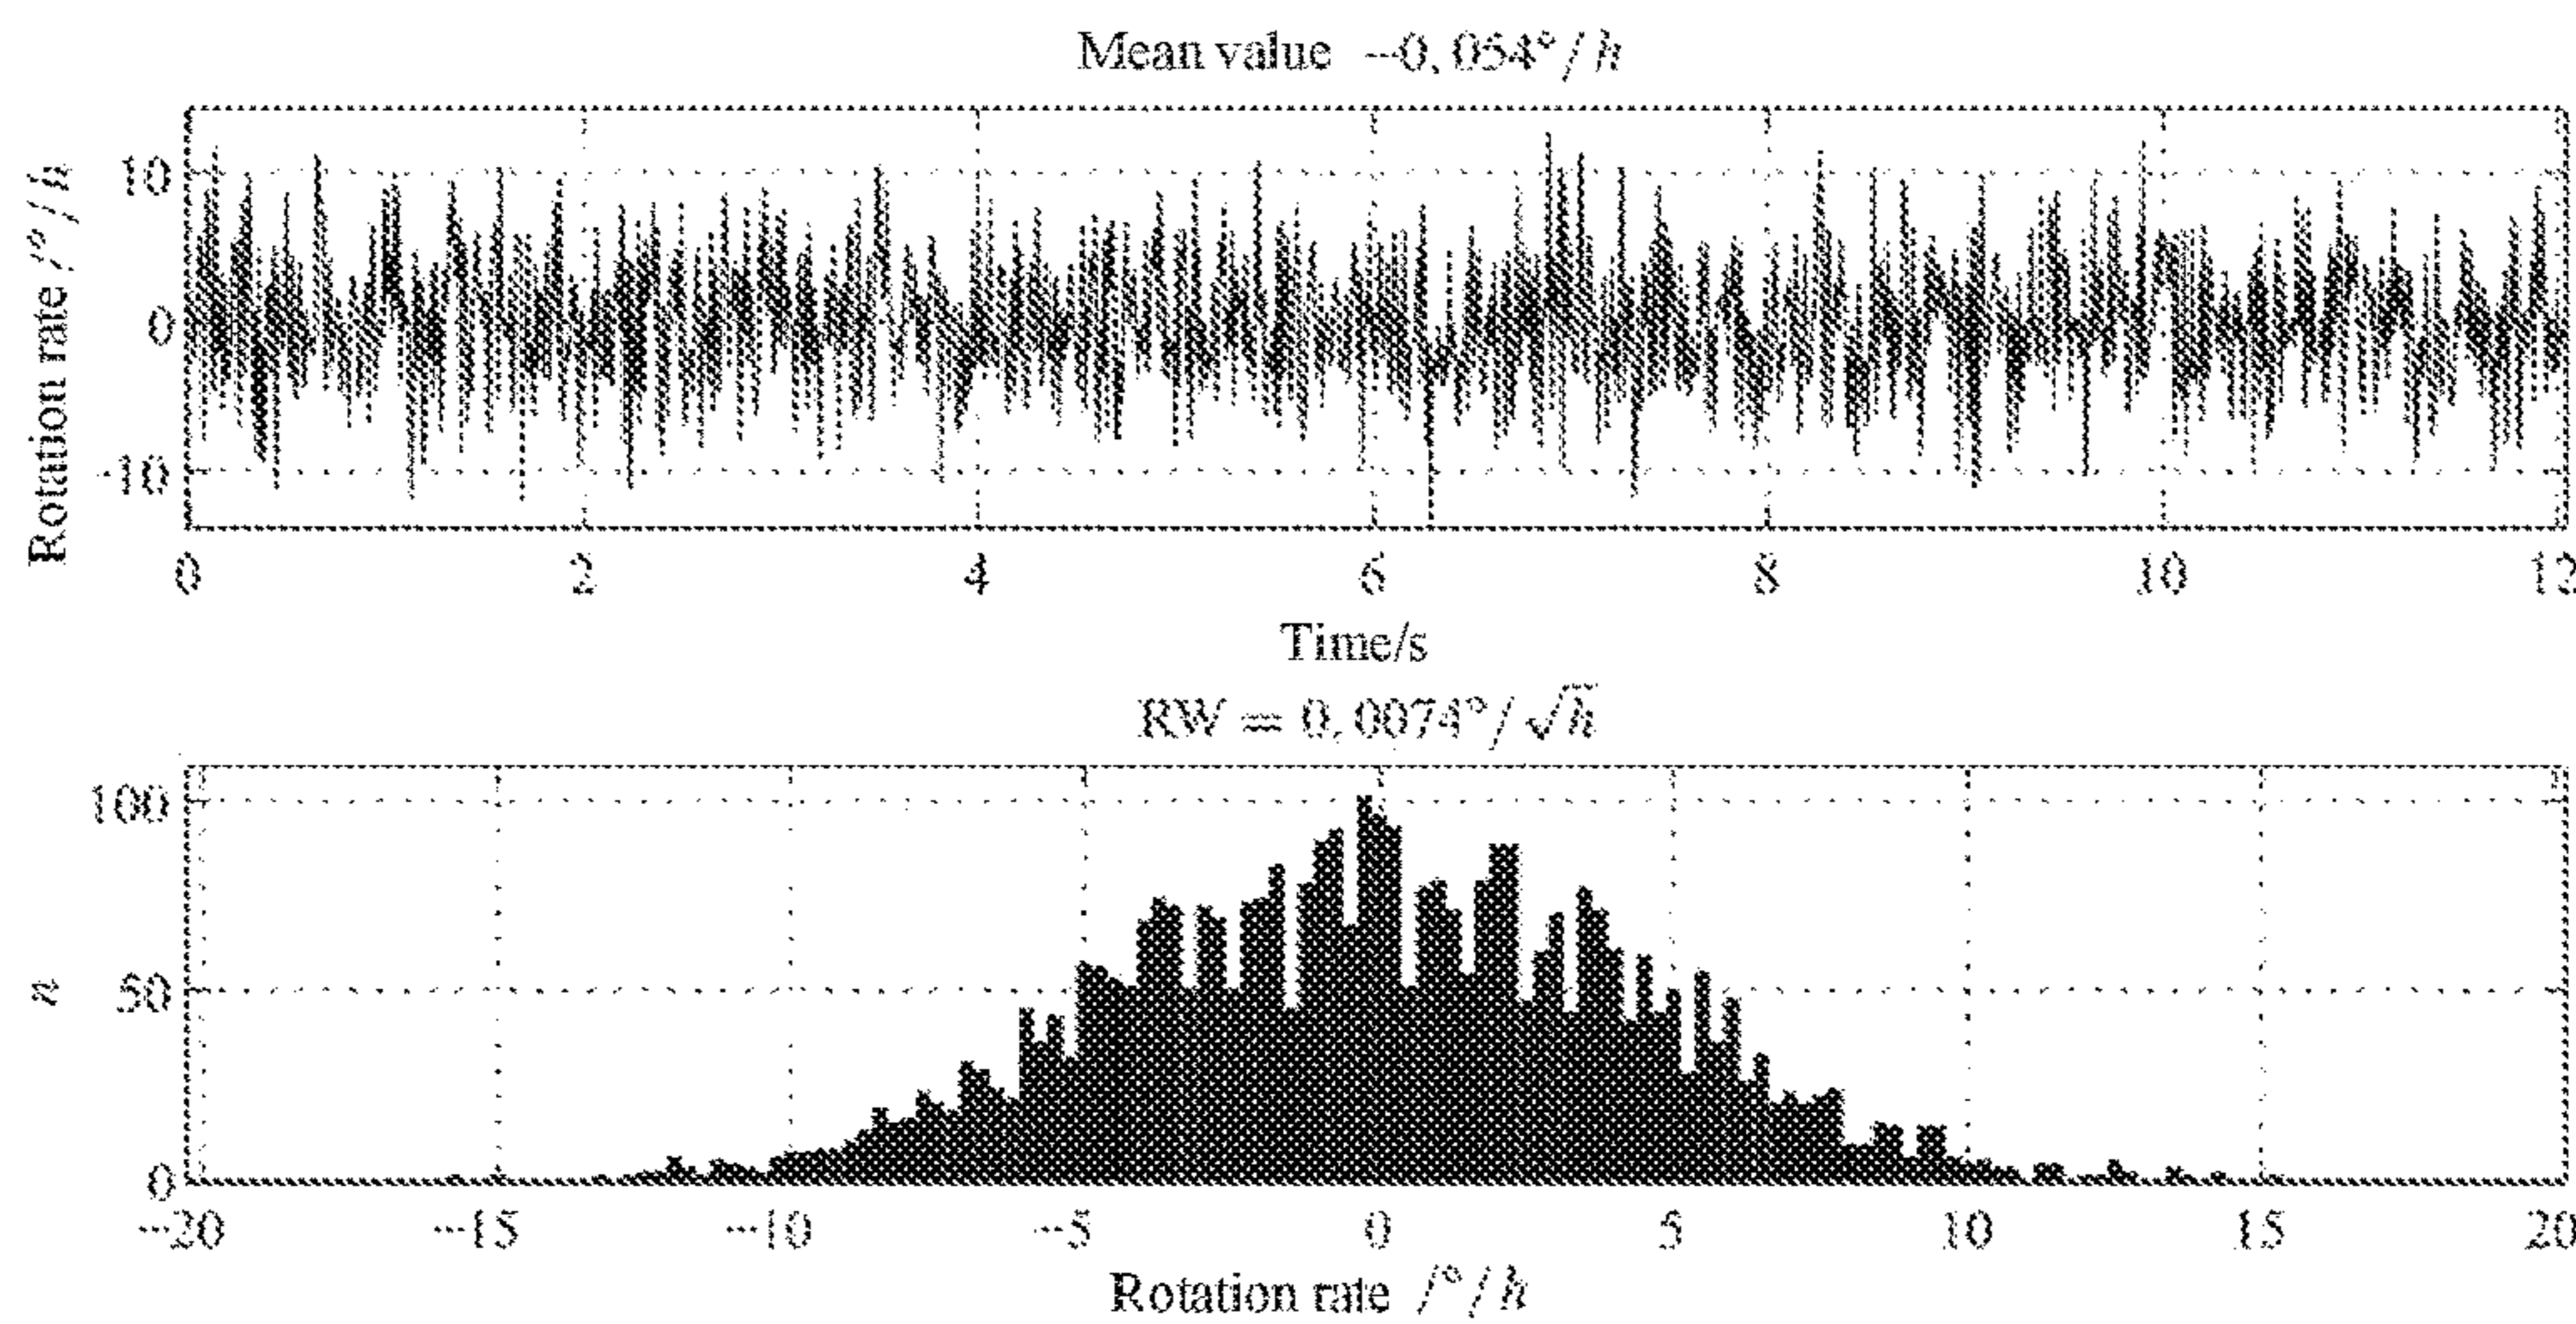 Mean value --0,054°/h
Rotation rate /°/h
10
0
-10
0 2 4 6 8 10 12
Time/s
RW = 0,0074°/√h
n
100
50
0
--20 --15 --10 --5 0 5 10 15 20
Rotation rate /°/h